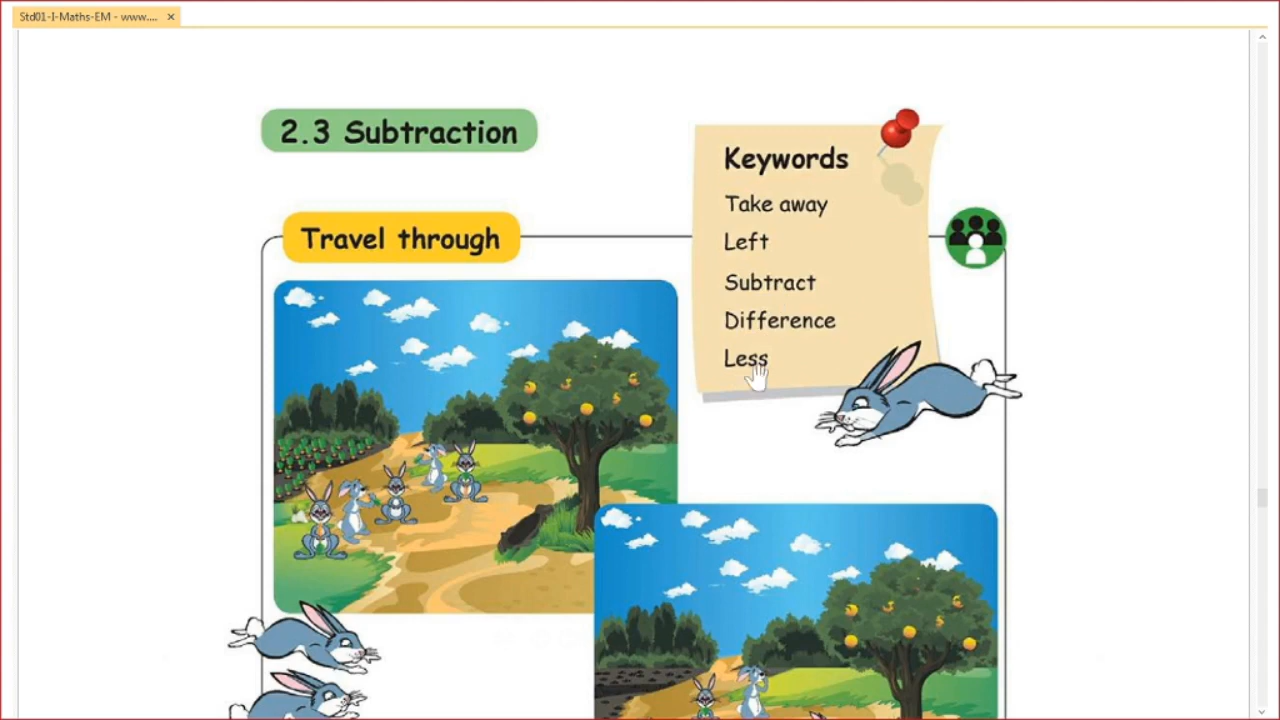 Std01-I-Maths-EM - www....
2.3 Subtraction
Keywords
Take away
Left
Subtract
Difference
Less
Travel through